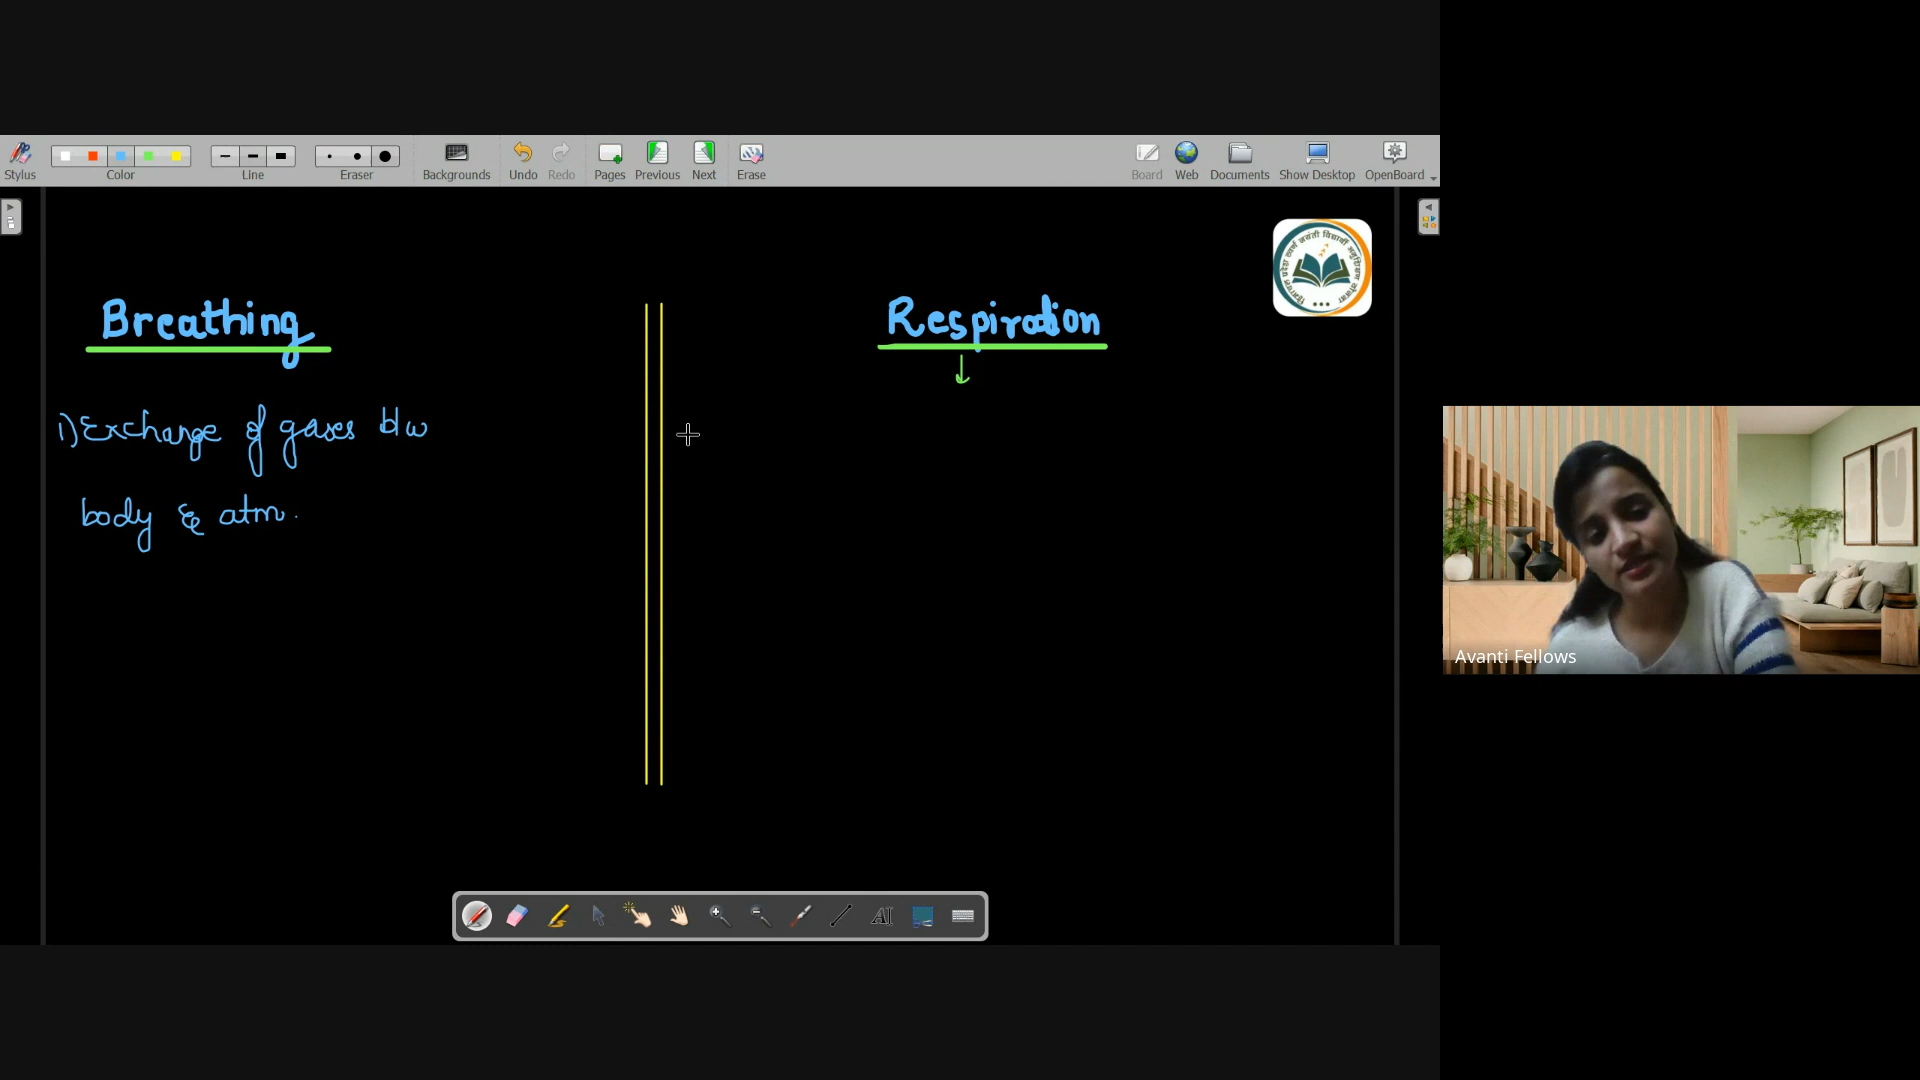 Stylus
Color
Line
Eraser
Backgrounds
Undo
Redo
Pages
Previous
Next
Erase
Board
Web
Documents
Show Desktop
OpenBoard
Breathing
Respiration
1) Exchange of gases b/w
body & atm.
Avanti Fellows